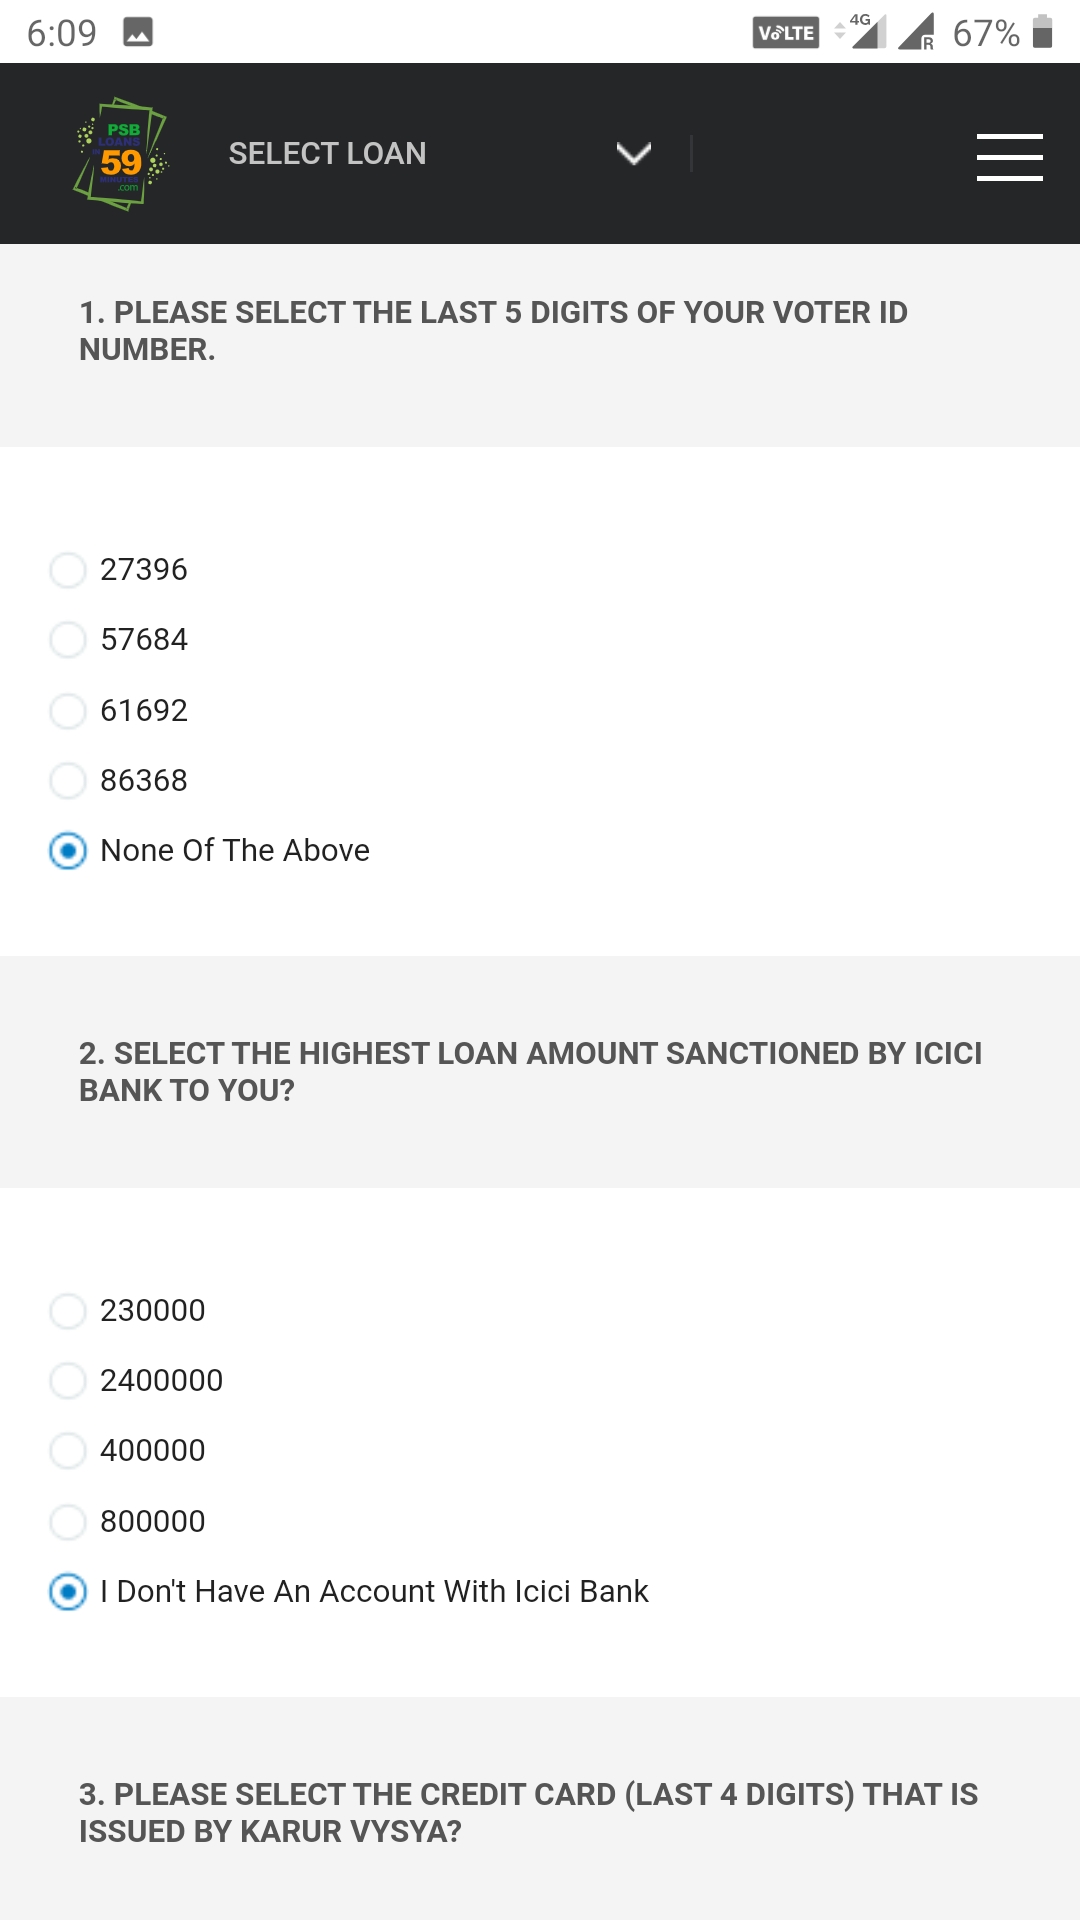 6:09
VoLTE 4G R 67%
PSB
LOANS
59
MINUTES
.com
SELECT LOAN
1. PLEASE SELECT THE LAST 5 DIGITS OF YOUR VOTER ID
NUMBER.
27396
57684
61692
86368
None Of The Above
2. SELECT THE HIGHEST LOAN AMOUNT SANCTIONED BY ICICI
BANK TO YOU?
230000
2400000
400000
800000
I Don't Have An Account With Icici Bank
3. PLEASE SELECT THE CREDIT CARD (LAST 4 DIGITS) THAT IS
ISSUED BY KARUR VYSYA?